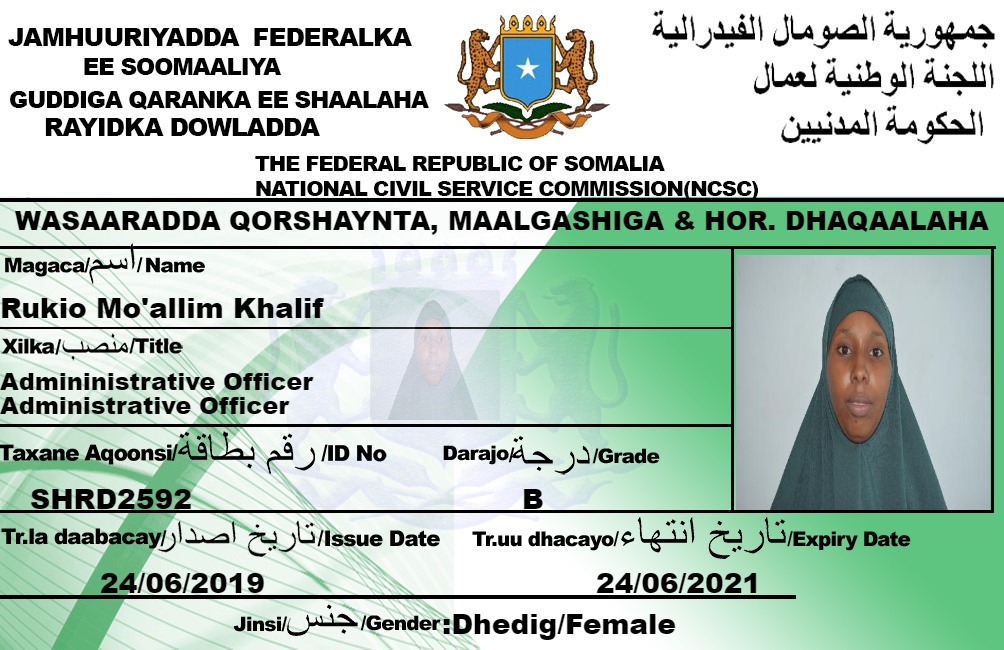 JAMHUURIYADDA FEDERALKA
EE SOOMAALIYA
GUDDIGA QARANKA EE SHAALAHA
RAYIDKA DOWLADDA
جمهورية الصومال الفيدرالية
اللجنة الوطنية لعمال
الحكومة المدنيين
THE FEDERAL REPUBLIC OF SOMALIA
NATIONAL CIVIL SERVICE COMMISSION(NCSC)
WASAARADDA QORSHAYNTA, MAALGASHIGA & HOR. DHAQAALAHA
Magaca/اسم/Name
Rukio Mo'allim Khalif
Xilka/منصب/Title
Admininistrative Officer
Administrative Officer
Taxane Aqoonsi/رقم بطاقة/ID No Darajo/درجة/Grade
SHRD2592 B
Tr.la daabacay/تاريخ اصدار/Issue Date Tr.uu dhacayo/تاريخ انتهاء/Expiry Date
24/06/2019 24/06/2021
Jinsi/جنس/Gender:Dhedig/Female